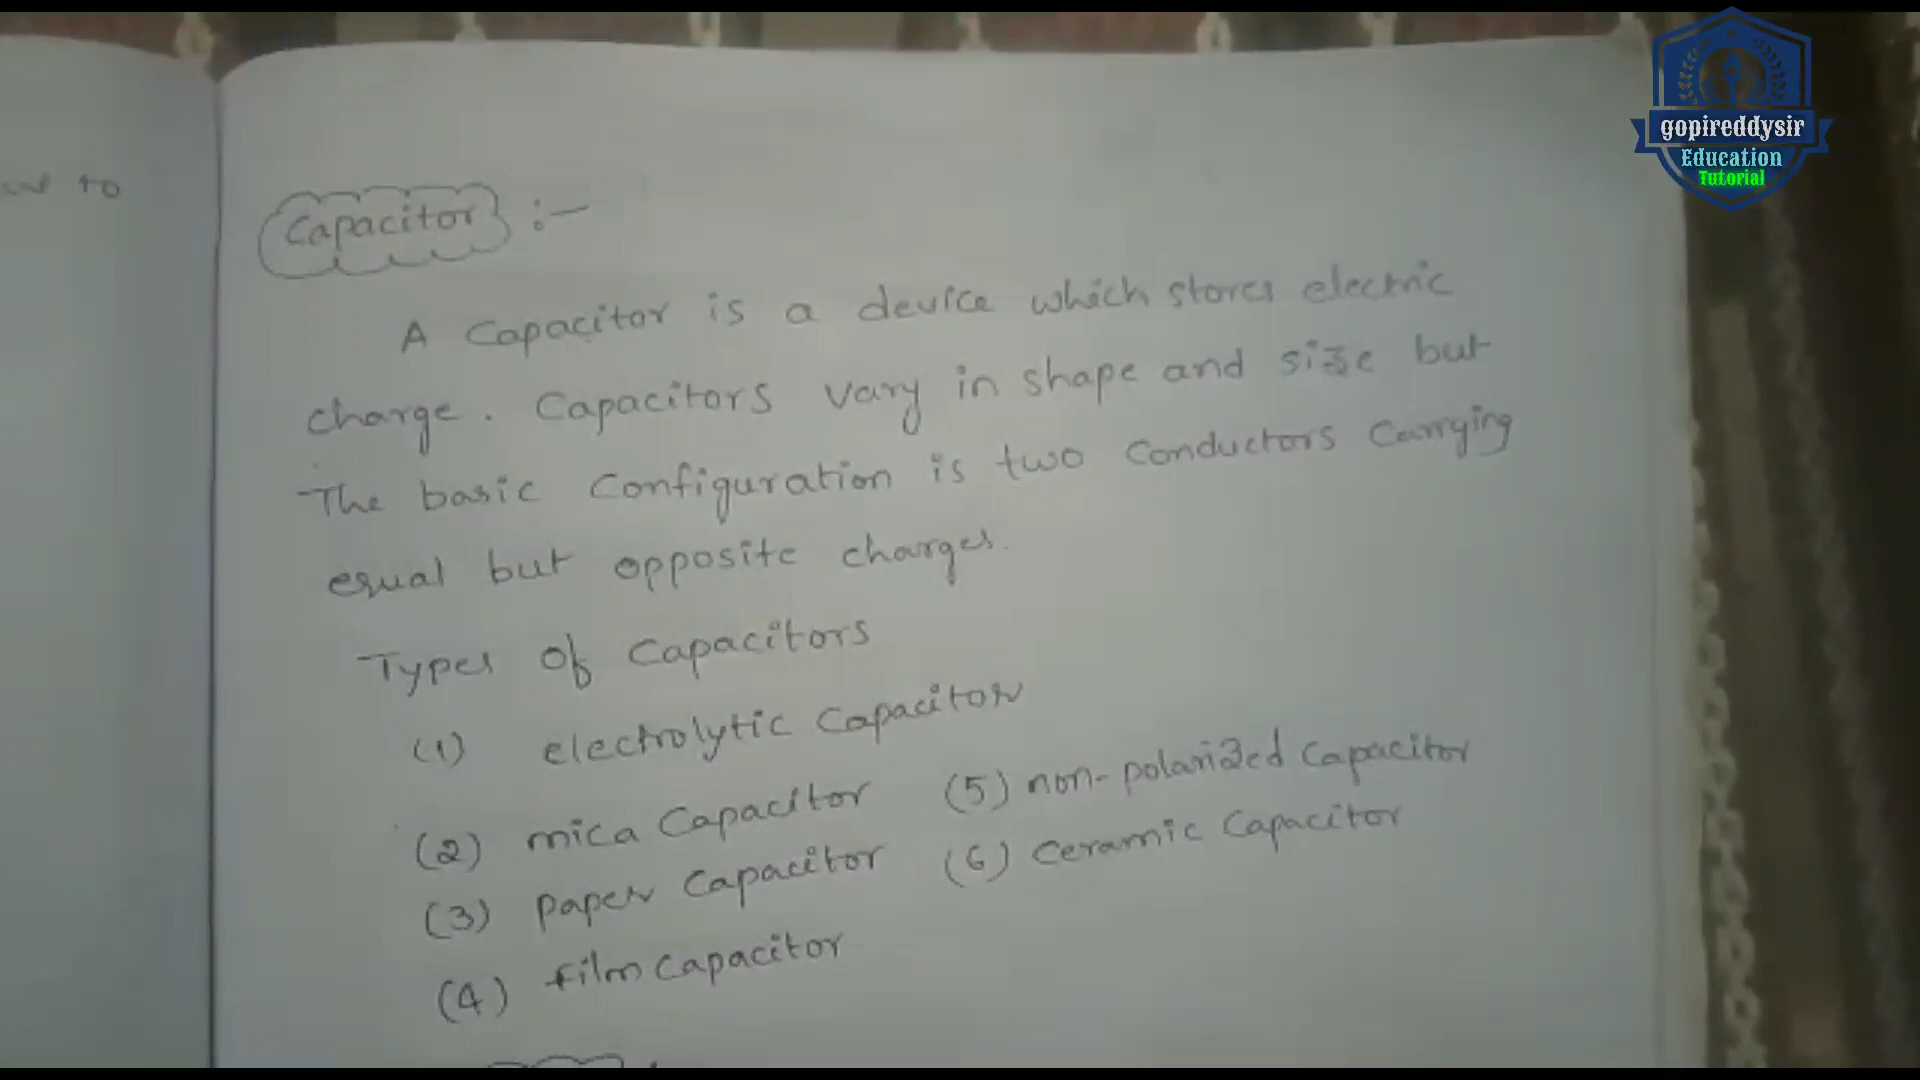 gopireddysir
Education
Tutorial
to
Capacitor :-
A Capacitor is a device which stores electric
charge. Capacitors vary in shape and size but
The basic Configuration is two Conductors Carrying
equal but opposite charges.
Types of Capacitors
(1) electrolytic Capacitor
(2) mica Capacitor (5) non-polarized Capacitor
(3) paper Capacitor (6) Ceramic Capacitor
(4) film Capacitor